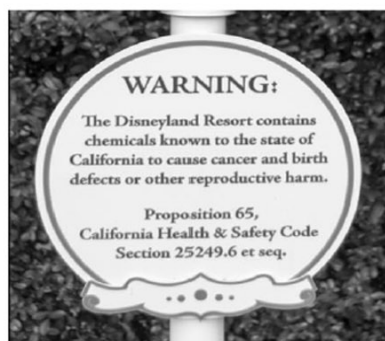 WARNING:
The Disneyland Resort contains
chemicals known to the state of
California to cause cancer and birth
defects or other reproductive harm.
Proposition 65,
California Health & Safety Code
Section 25249.6 et seq.